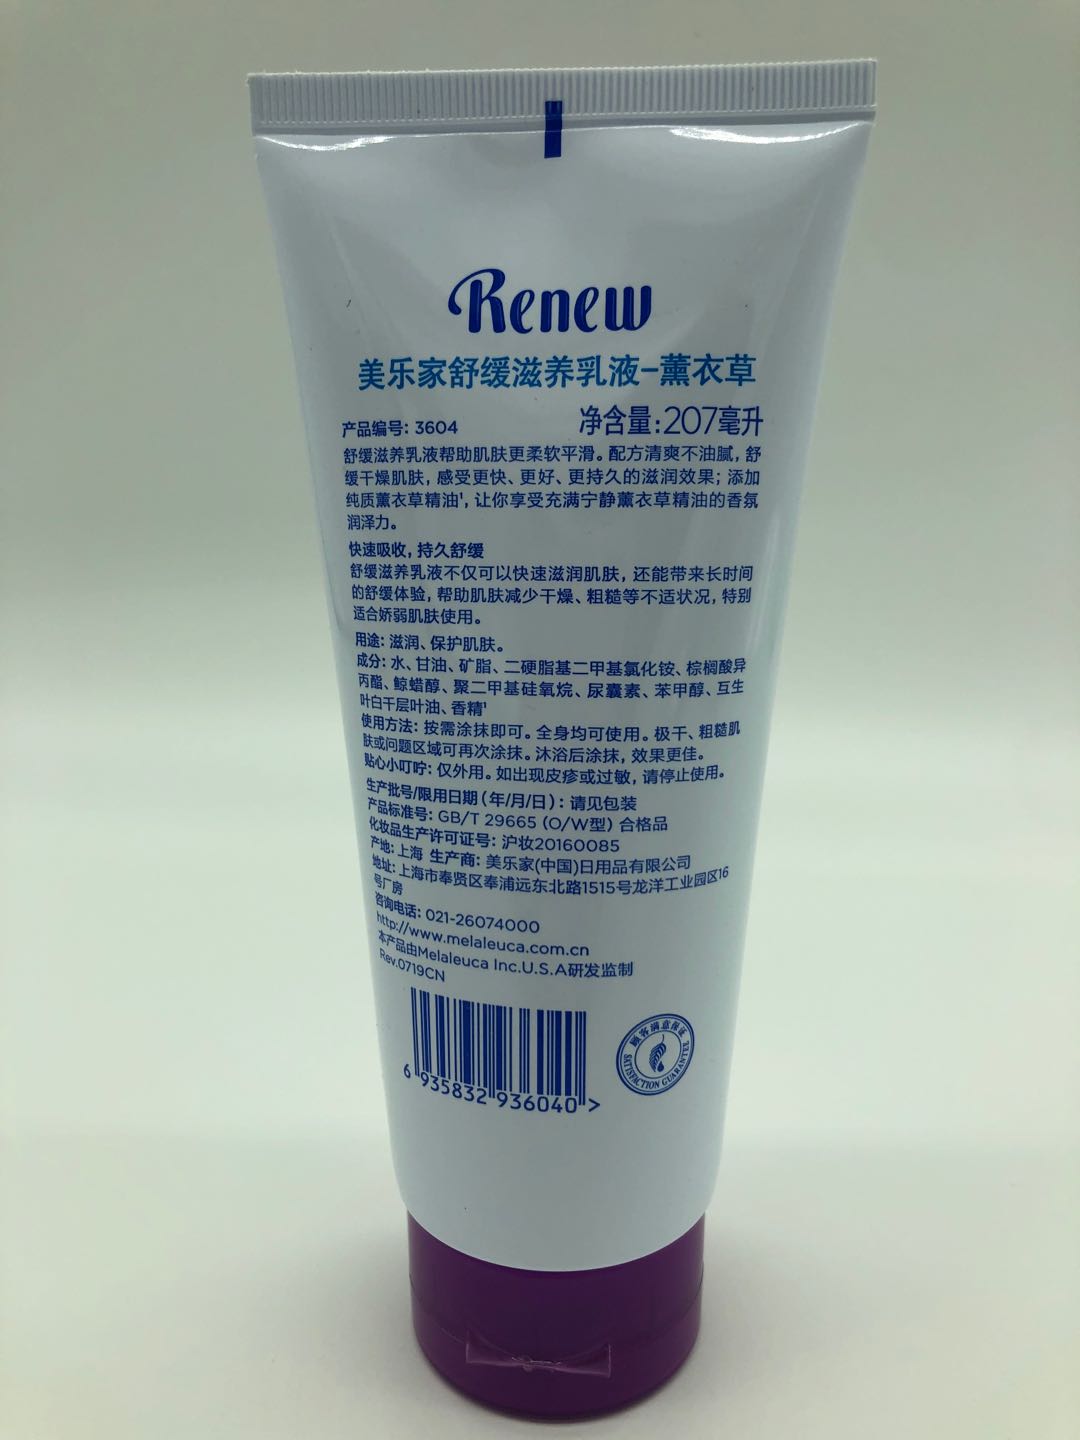 Renew
美乐家舒缓滋养乳液-薰衣草
产品编号: 3604 净含量: 207毫升
舒缓滋养乳液帮助肌肤更柔软平滑。配方清爽不油腻, 舒
缓干燥肌肤, 感受更快、更好、更持久的滋润效果; 添加
纯质薰衣草精油¹, 让你享受充满宁静薰衣草精油的香氛
润泽力。
快速吸收, 持久舒缓
舒缓滋养乳液不仅可以快速滋润肌肤, 还能带来长时间
的舒缓体验, 帮助肌肤减少干燥、粗糙等不适状况, 特别
适合娇弱肌肤使用。
用途: 滋润、保护肌肤。
成分: 水、甘油、矿脂、二硬脂基二甲基氯化铵、棕榈酸异
丙酯、鲸蜡醇、聚二甲基硅氧烷、尿囊素、苯甲醇、互生
叶白千层叶油、香精¹
使用方法: 按需涂抹即可。全身均可使用。极干、粗糙肌
肤或问题区域可再次涂抹。沐浴后涂抹, 效果更佳。
贴心小叮咛: 仅外用。如出现皮疹或过敏, 请停止使用。
生产批号/限用日期 (年/月/日) : 请见包装
产品标准号: GB/T 29665 (O/W型) 合格品
化妆品生产许可证号: 沪妆20160085
产地: 上海 生产商: 美乐家(中国)日用品有限公司
地址: 上海市奉贤区奉浦远东北路1515号龙洋工业园区16
号厂房
咨询电话: 021-26074000
http://www.melaleuca.com.cn
本产品由Melaleuca Inc.U.S.A研发监制
Rev.0719CN
6 935832 936040 >
顾客满意保证
SATISFACTION GUARANTEE